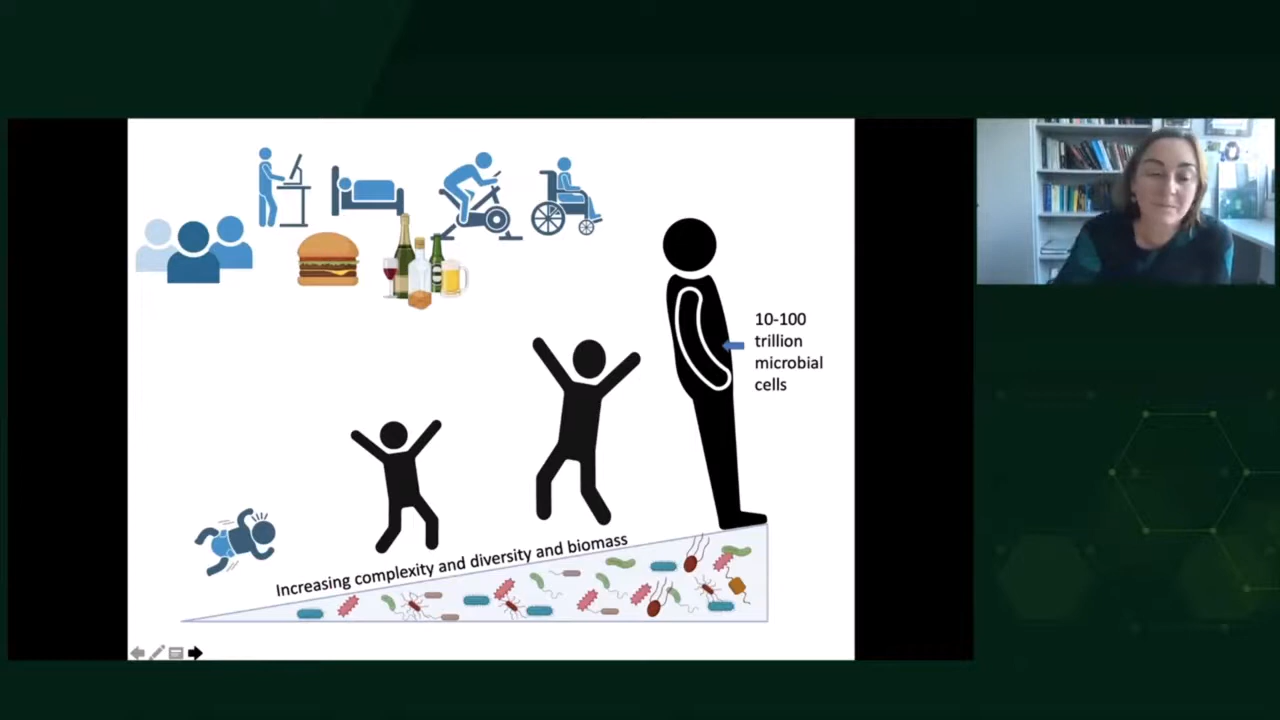 10-100
trillion
microbial
cells
Increasing complexity and diversity and biomass